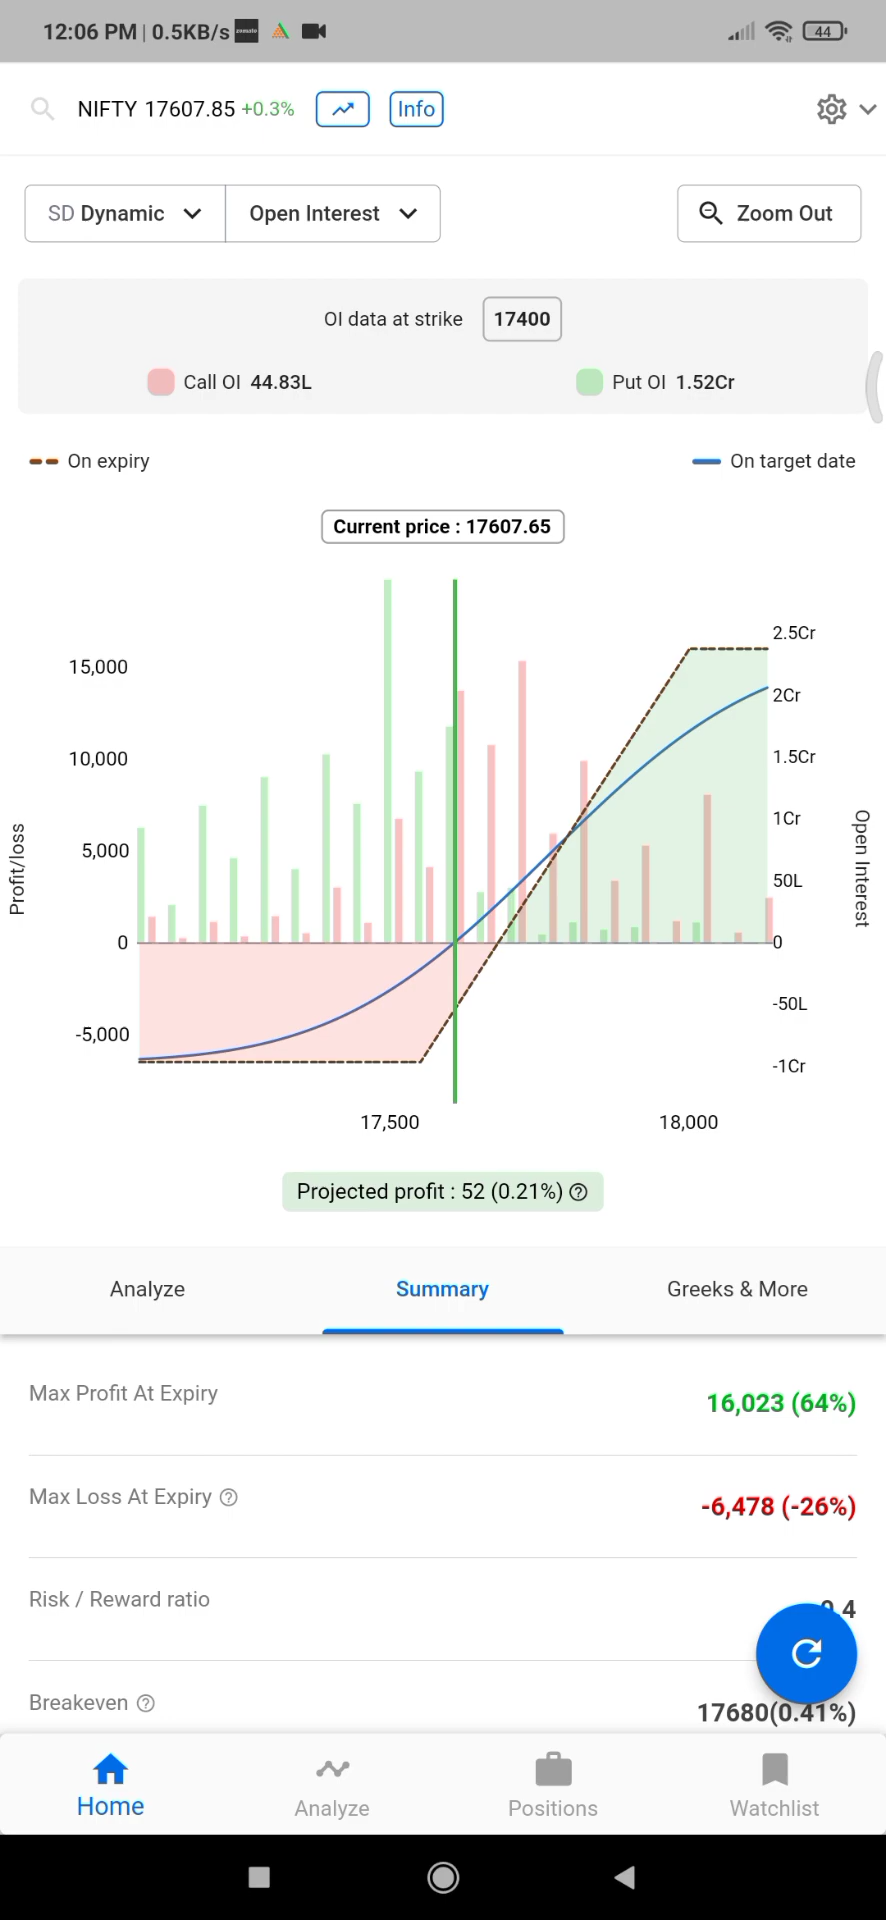 12:06 PM | 0.5KB/s zomato 44
NIFTY 17607.85 +0.3% Info
SD Dynamic Open Interest Zoom Out
OI data at strike 17400
Call OI 44.83L Put OI 1.52Cr
On expiry On target date
Current price : 17607.65
2.5Cr
15,000
2Cr
10,000
1.5Cr
1Cr
5,000
50L
0
0
-50L
-5,000
-1Cr
Profit/loss
Open Interest
17,500 18,000
Projected profit : 52 (0.21%)
Analyze Summary Greeks & More
Max Profit At Expiry 16,023 (64%)
Max Loss At Expiry -6,478 (-26%)
Risk / Reward ratio 0.4
Breakeven 17680(0.41%)
Home Analyze Positions Watchlist